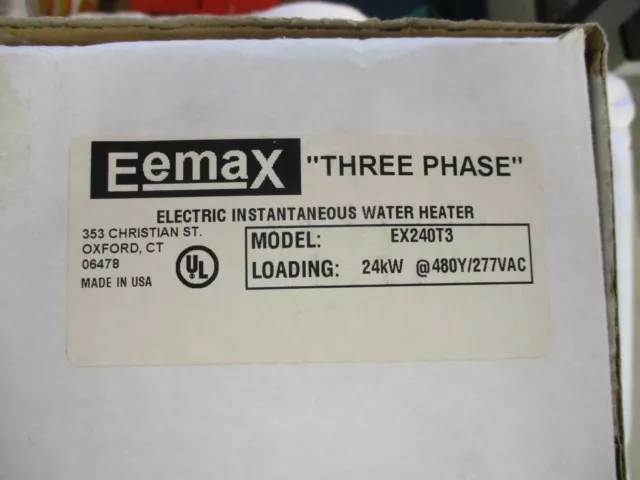 EemaX "THREE PHASE"
ELECTRIC INSTANTANEOUS WATER HEATER
353 CHRISTIAN ST.
OXFORD, CT
06478
MADE IN USA
UL
MODEL: EX240T3
LOADING: 24kW @480Y/277VAC